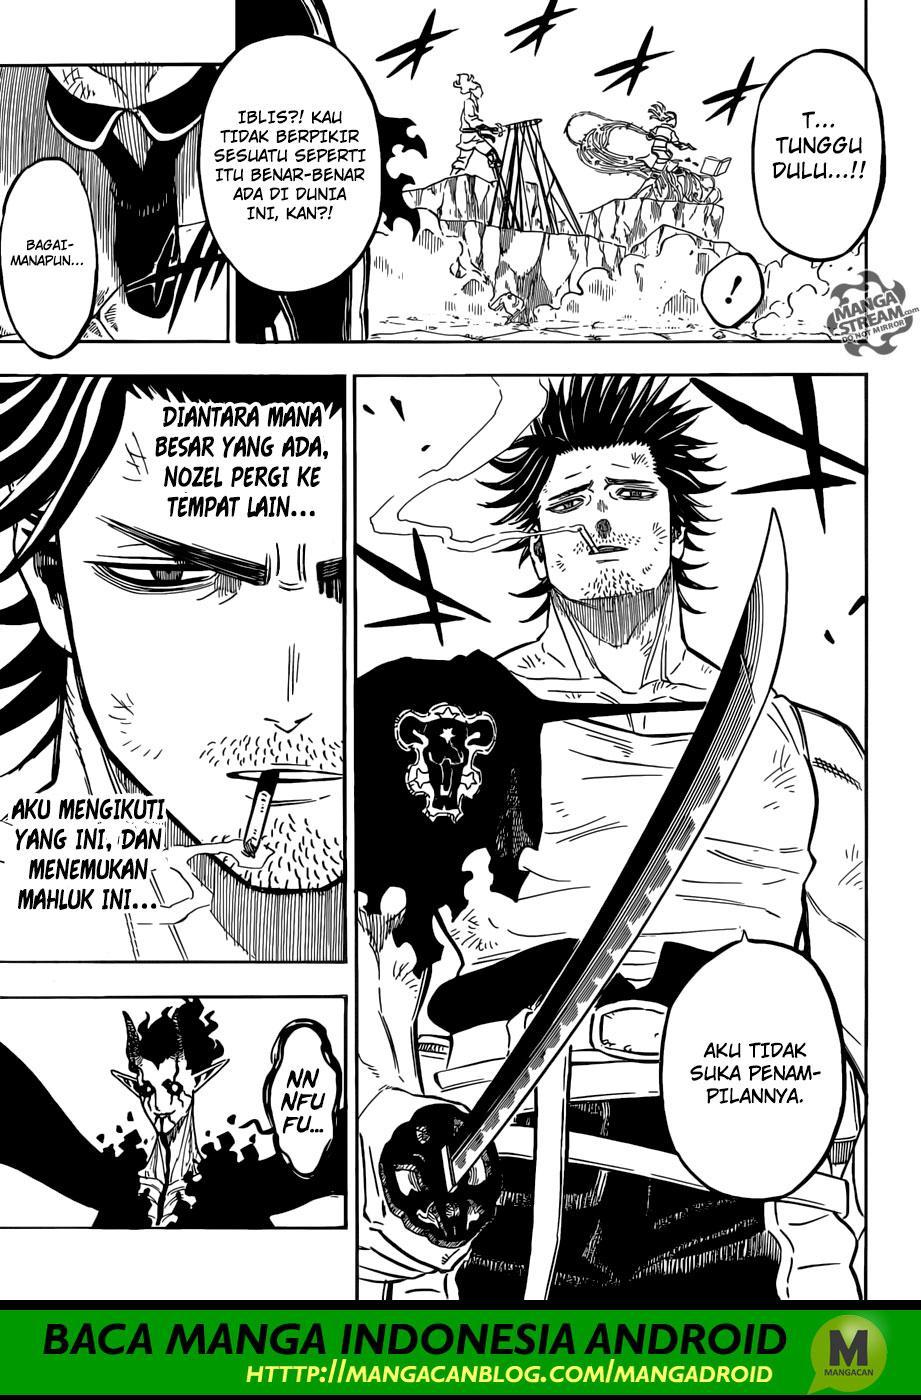 T...
TUNGGU
DULU...!!
!
IBLIS?! KAU
TIDAK BERPIKIR
SESUATU SEPERTI
ITU BENAR-BENAR
ADA DI DUNIA
INI, KAN?!
BAGAI-
MANAPUN...
MANGA
STREAM.com
DO NOT MIRROR!
AKU TIDAK
SUKA PENAM-
PILANNYA.
DIANTARA MANA
BESAR YANG ADA,
NOZEL PERGI KE
TEMPAT LAIN...
AKU MENGIKUTI
YANG INI, DAN
MENEMUKAN
MAHLUK INI...
NN
NFU
FU...
BACA MANGA INDONESIA ANDROID
HTTTP://MANGACANBLOG.COM/MANGADROID
M
MANGACAN